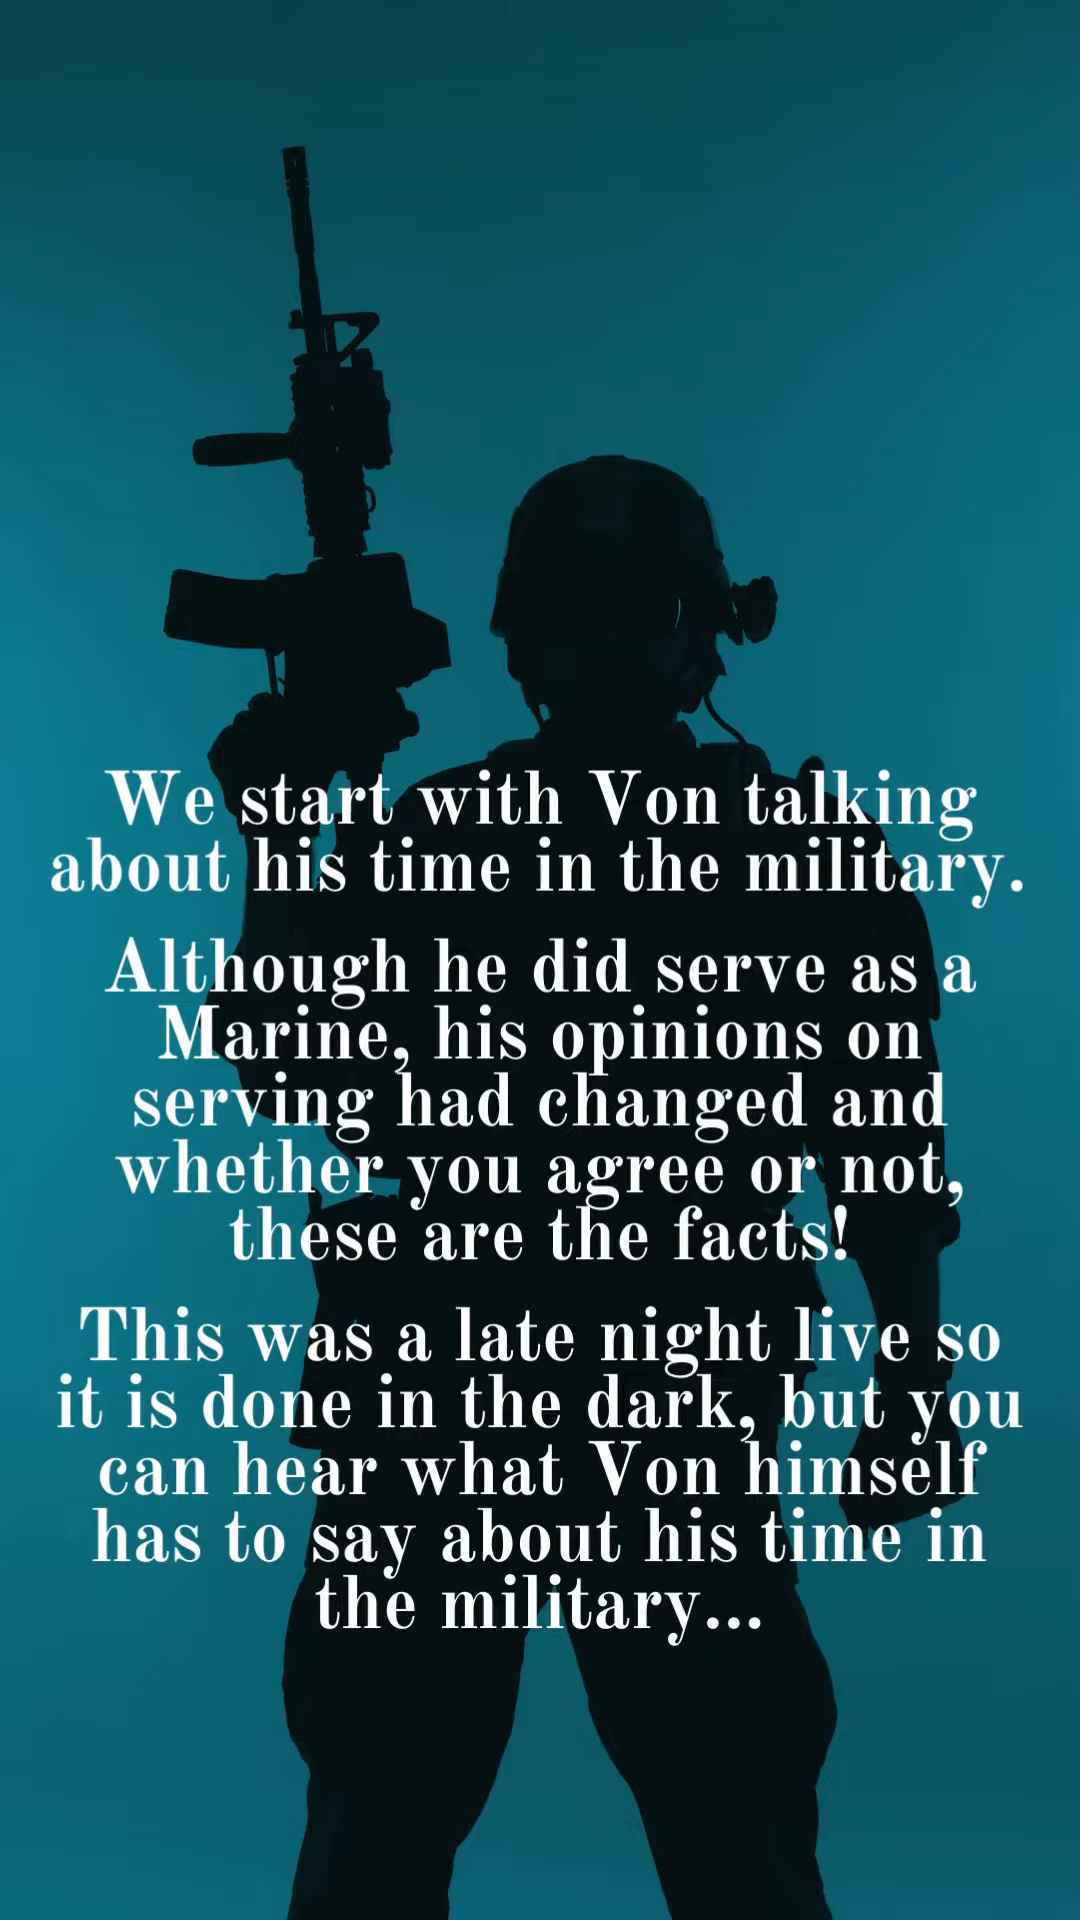 We start with Von talking
about his time in the military.
Although he did serve as a
Marine, his opinions on
serving had changed and
whether you agree or not,
these are the facts!
This was a late night live so
it is done in the dark, but you
can hear what Von himself
has to say about his time in
the military...